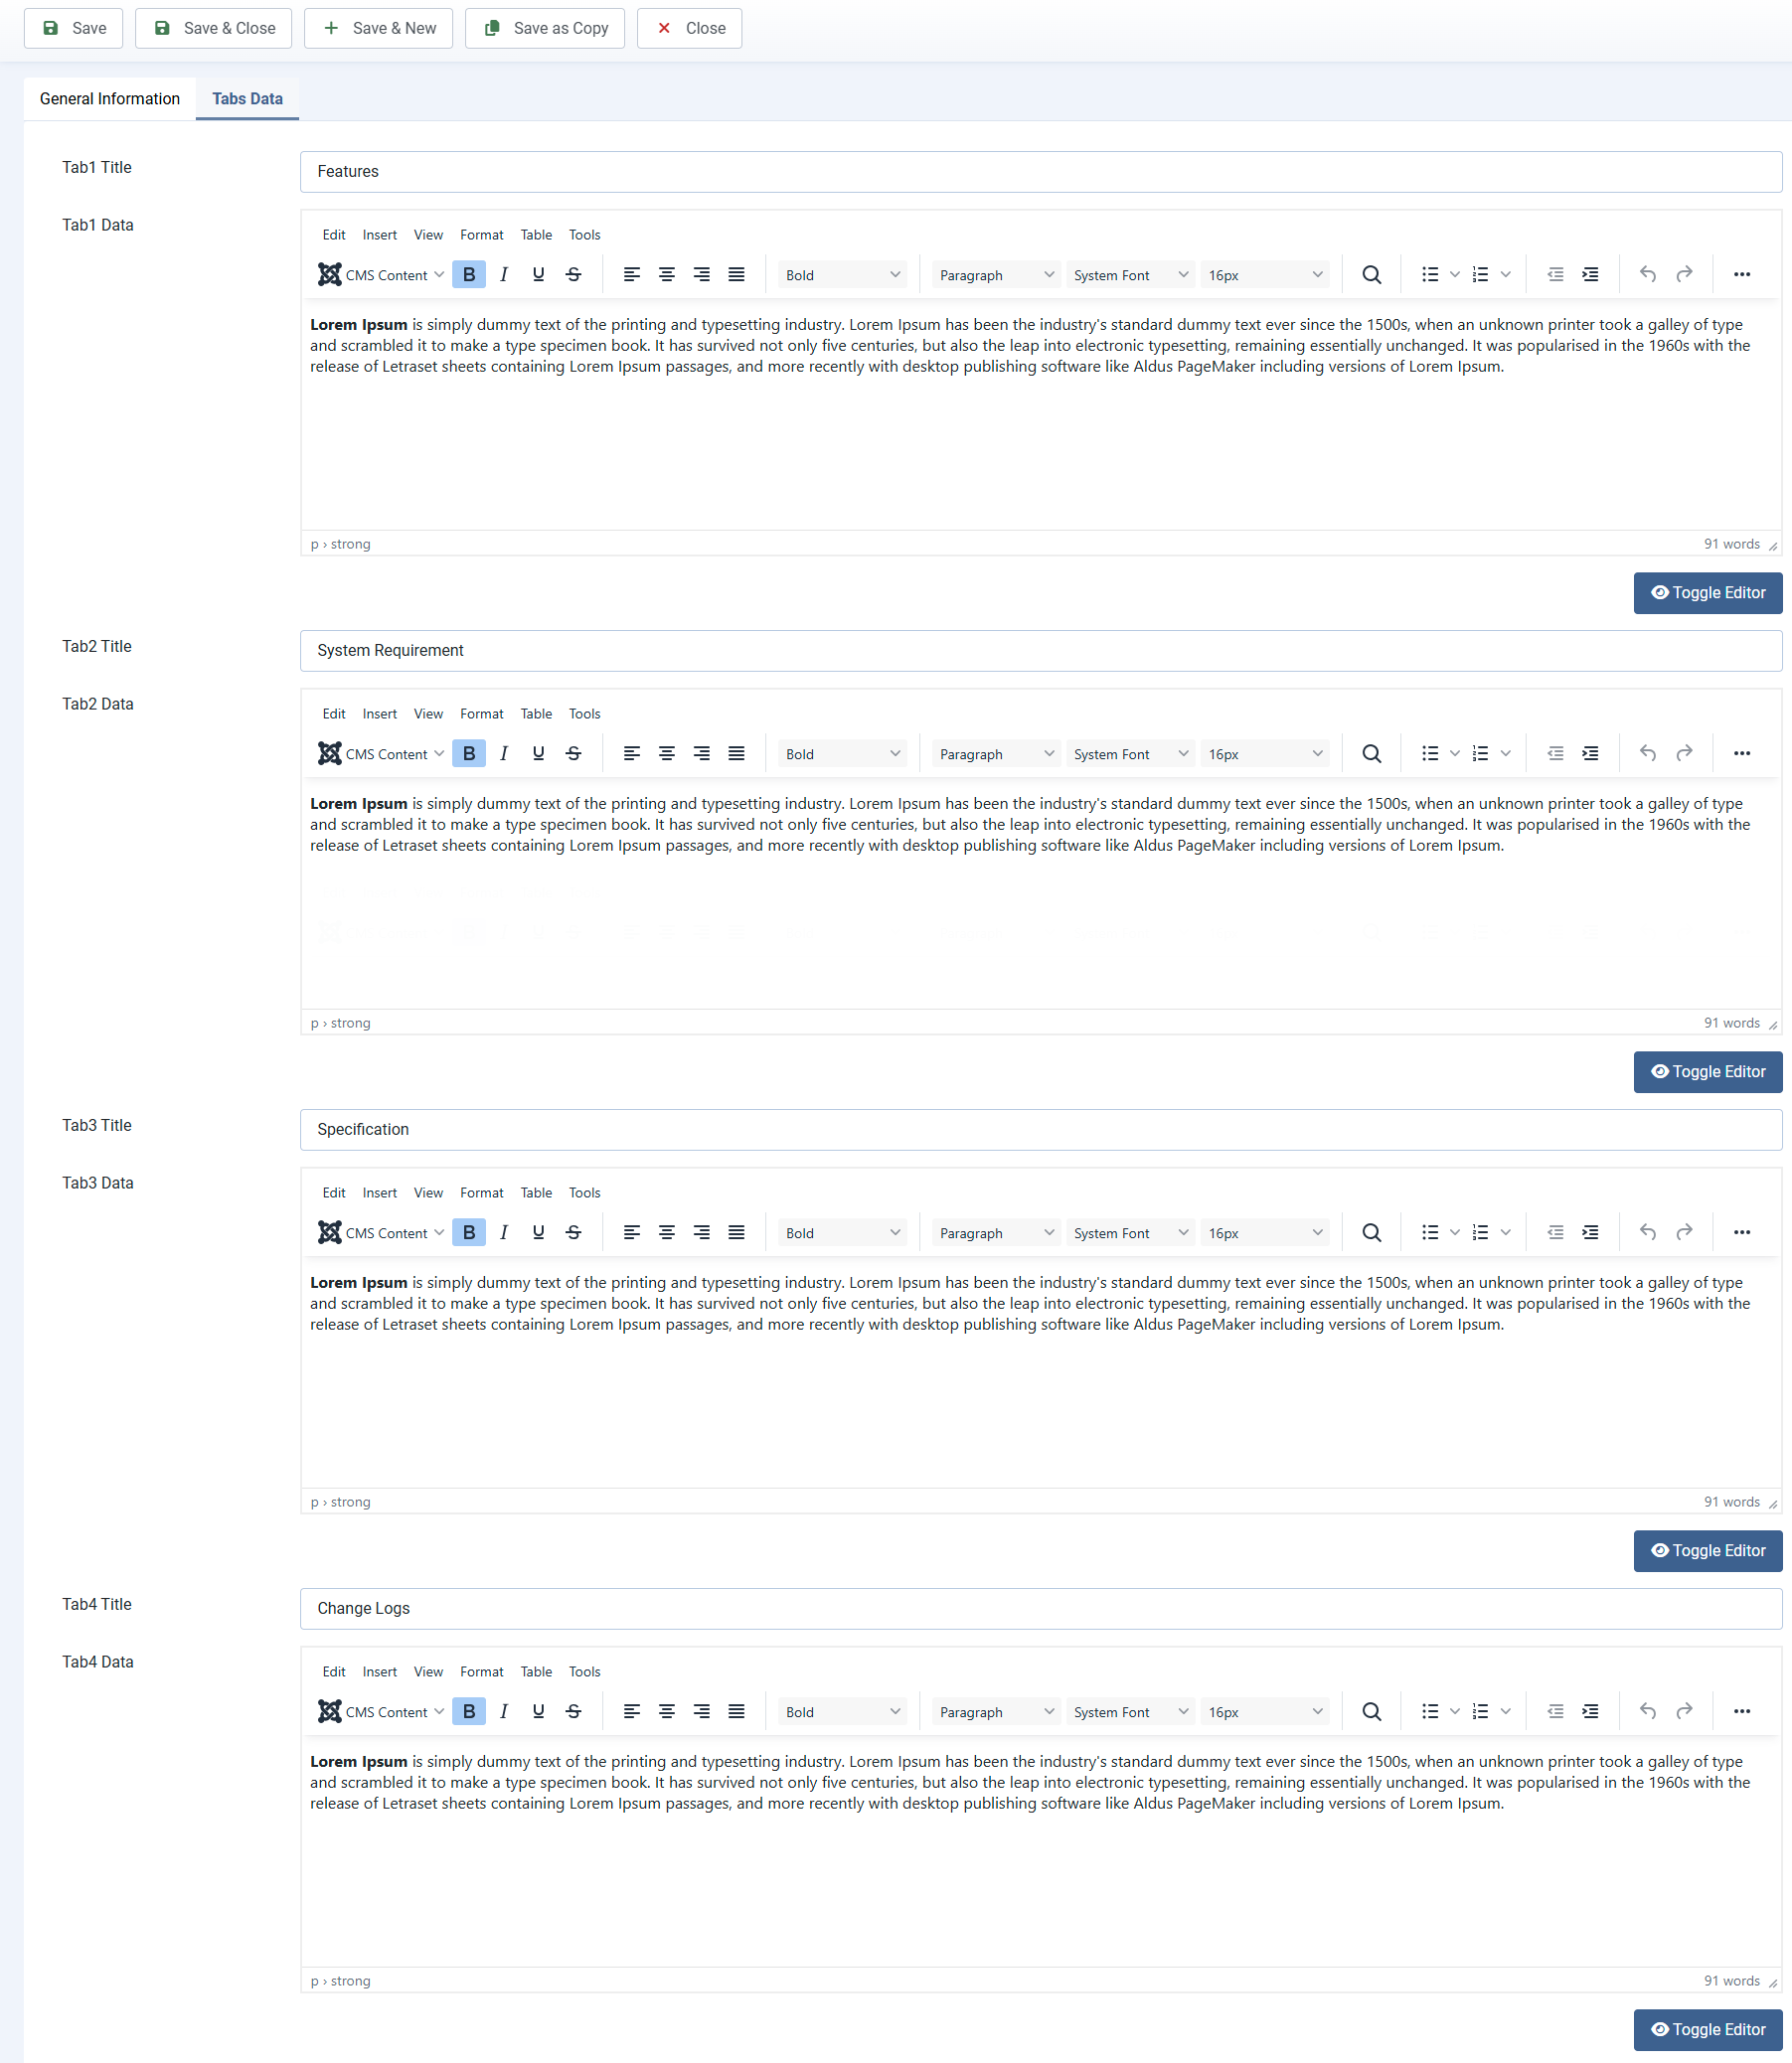 Save Save & Close Save & New Save as Copy Close
General Information Tabs Data
Tab1 Title Features
Tab1 Data
Edit Insert View Format Table Tools
CMS Content B I U S Bold Paragraph System Font 16px
Lorem Ipsum is simply dummy text of the printing and typesetting industry. Lorem Ipsum has been the industry's standard dummy text ever since the 1500s, when an unknown printer took a galley of type
and scrambled it to make a type specimen book. It has survived not only five centuries, but also the leap into electronic typesetting, remaining essentially unchanged. It was popularised in the 1960s with the
release of Letraset sheets containing Lorem Ipsum passages, and more recently with desktop publishing software like Aldus PageMaker including versions of Lorem Ipsum.
p › strong 91 words
Toggle Editor
Tab2 Title System Requirement
Tab2 Data
Edit Insert View Format Table Tools
CMS Content B I U S Bold Paragraph System Font 16px
Lorem Ipsum is simply dummy text of the printing and typesetting industry. Lorem Ipsum has been the industry's standard dummy text ever since the 1500s, when an unknown printer took a galley of type
and scrambled it to make a type specimen book. It has survived not only five centuries, but also the leap into electronic typesetting, remaining essentially unchanged. It was popularised in the 1960s with the
release of Letraset sheets containing Lorem Ipsum passages, and more recently with desktop publishing software like Aldus PageMaker including versions of Lorem Ipsum.
p › strong 91 words
Toggle Editor
Tab3 Title Specification
Tab3 Data
Edit Insert View Format Table Tools
CMS Content B I U S Bold Paragraph System Font 16px
Lorem Ipsum is simply dummy text of the printing and typesetting industry. Lorem Ipsum has been the industry's standard dummy text ever since the 1500s, when an unknown printer took a galley of type
and scrambled it to make a type specimen book. It has survived not only five centuries, but also the leap into electronic typesetting, remaining essentially unchanged. It was popularised in the 1960s with the
release of Letraset sheets containing Lorem Ipsum passages, and more recently with desktop publishing software like Aldus PageMaker including versions of Lorem Ipsum.
p › strong 91 words
Toggle Editor
Tab4 Title Change Logs
Tab4 Data
Edit Insert View Format Table Tools
CMS Content B I U S Bold Paragraph System Font 16px
Lorem Ipsum is simply dummy text of the printing and typesetting industry. Lorem Ipsum has been the industry's standard dummy text ever since the 1500s, when an unknown printer took a galley of type
and scrambled it to make a type specimen book. It has survived not only five centuries, but also the leap into electronic typesetting, remaining essentially unchanged. It was popularised in the 1960s with the
release of Letraset sheets containing Lorem Ipsum passages, and more recently with desktop publishing software like Aldus PageMaker including versions of Lorem Ipsum.
p › strong 91 words
Toggle Editor